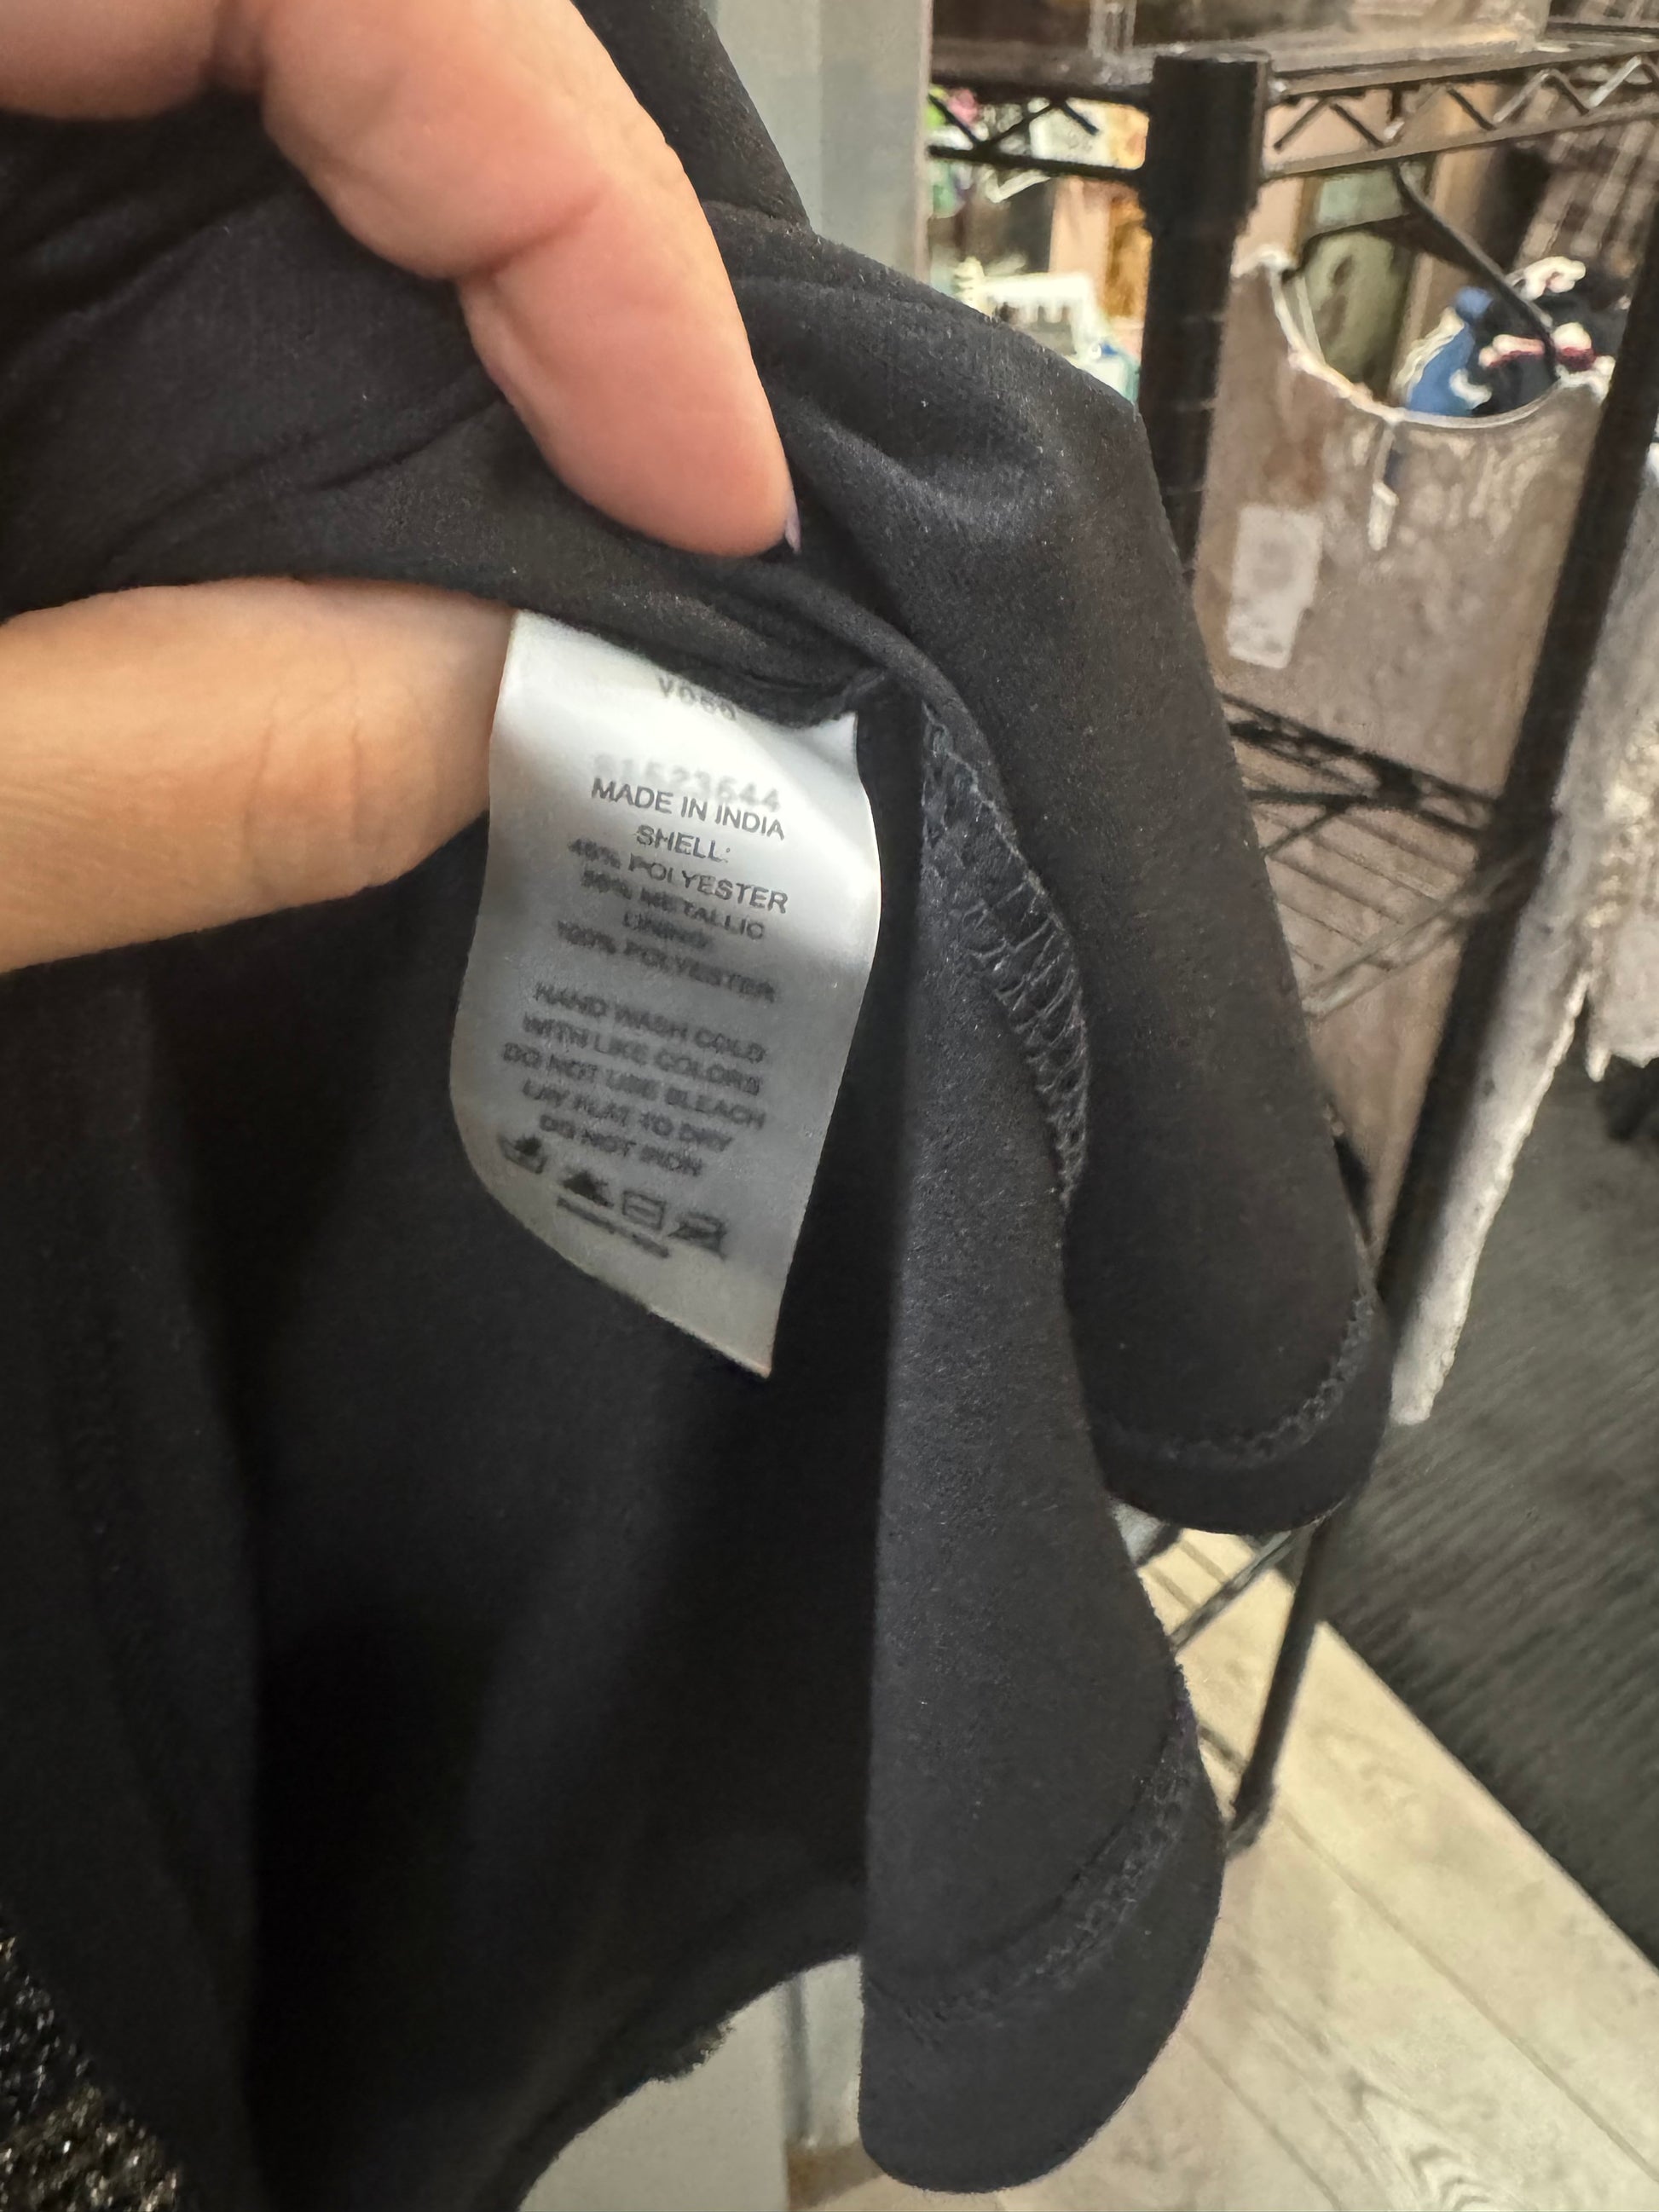 MADE IN INDIA
SHELL:
POLYESTER
METALLIC
LINING:
100% POLYESTER
HAND WASH COLD
WITH LIKE COLORS
DO NOT USE BLEACH
LAY FLAT TO DRY
DO NOT IRON